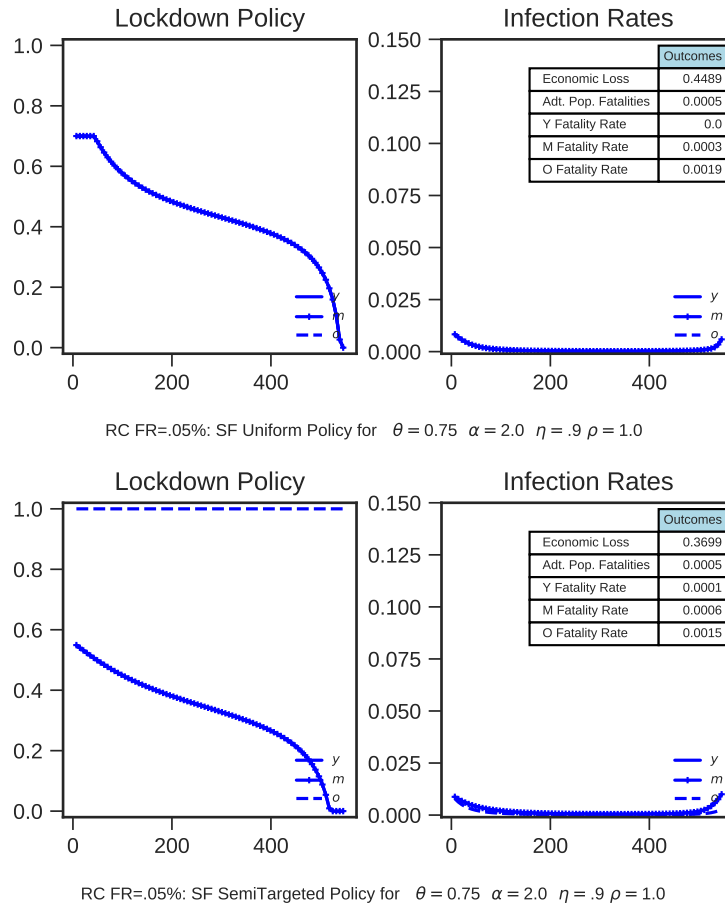 Lockdown Policy
1.0
0.8
0.6
0.4
0.2
0.0
0
200
400
y
m
o
Infection Rates
0.150
0.125
0.100
0.075
0.050
0.025
0.000
0
200
400
Outcomes
Economic Loss 0.4489
Adt. Pop. Fatalities 0.0005
Y Fatality Rate 0.0
M Fatality Rate 0.0003
O Fatality Rate 0.0019
y
m
o
RC FR=.05%: SF Uniform Policy for θ = 0.75 α = 2.0 η = .9 ρ = 1.0
Lockdown Policy
1.0
0.8
0.6
0.4
0.2
0.0
0
200
400
y
m
o
Infection Rates
0.150
0.125
0.100
0.075
0.050
0.025
0.000
0
200
400
Outcomes
Economic Loss 0.3699
Adt. Pop. Fatalities 0.0005
Y Fatality Rate 0.0001
M Fatality Rate 0.0006
O Fatality Rate 0.0015
y
m
o
RC FR=.05%: SF SemiTargeted Policy for θ = 0.75 α = 2.0 η = .9 ρ = 1.0